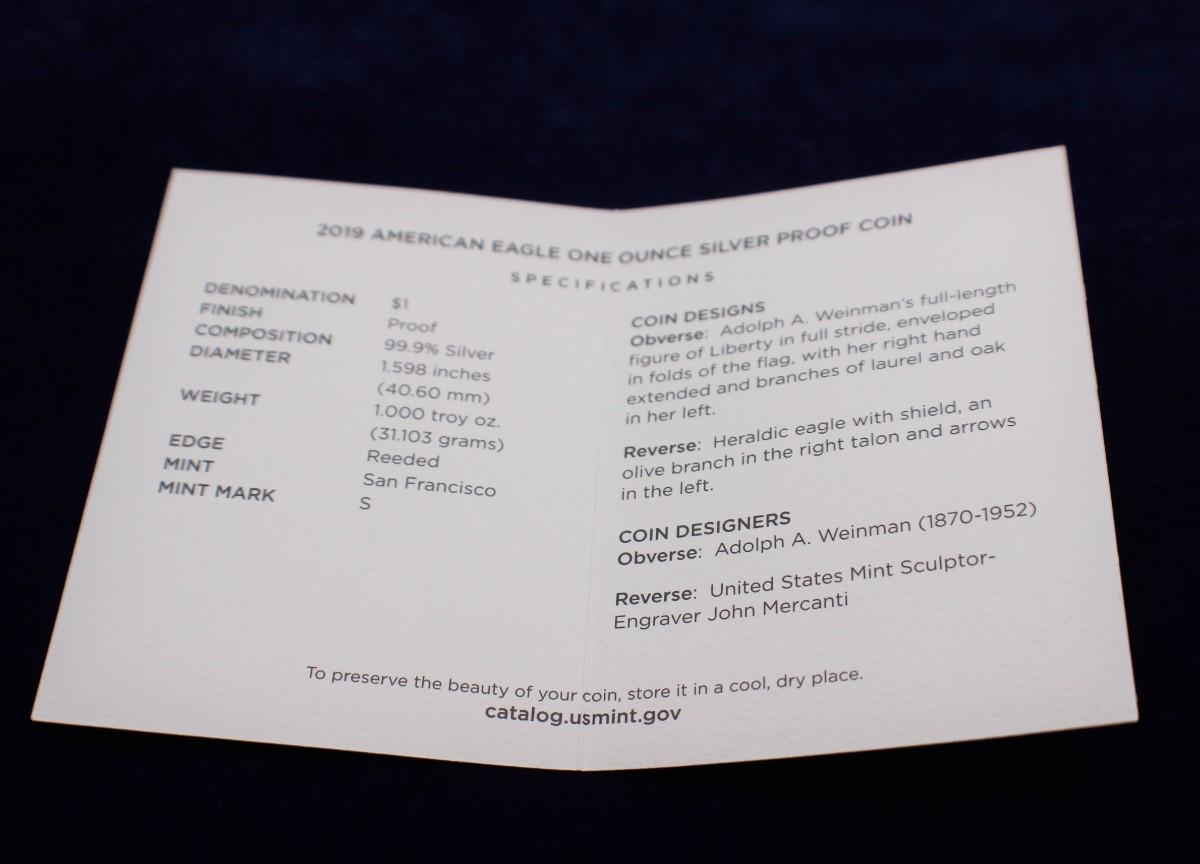 2019 AMERICAN EAGLE ONE OUNCE SILVER PROOF COIN
SPECIFICATIONS
DENOMINATION $1
FINISH Proof
COMPOSITION 99.9% Silver
DIAMETER 1.598 inches
(40.60 mm)
WEIGHT 1.000 troy oz.
(31.103 grams)
EDGE Reeded
MINT San Francisco
MINT MARK S
COIN DESIGNS
Obverse: Adolph A. Weinman's full-length
figure of Liberty in full stride, enveloped
in folds of the flag, with her right hand
extended and branches of laurel and oak
in her left.
Reverse: Heraldic eagle with shield, an
olive branch in the right talon and arrows
in the left.
COIN DESIGNERS
Obverse: Adolph A. Weinman (1870-1952)
Reverse: United States Mint Sculptor-
Engraver John Mercanti
To preserve the beauty of your coin, store it in a cool, dry place.
catalog.usmint.gov